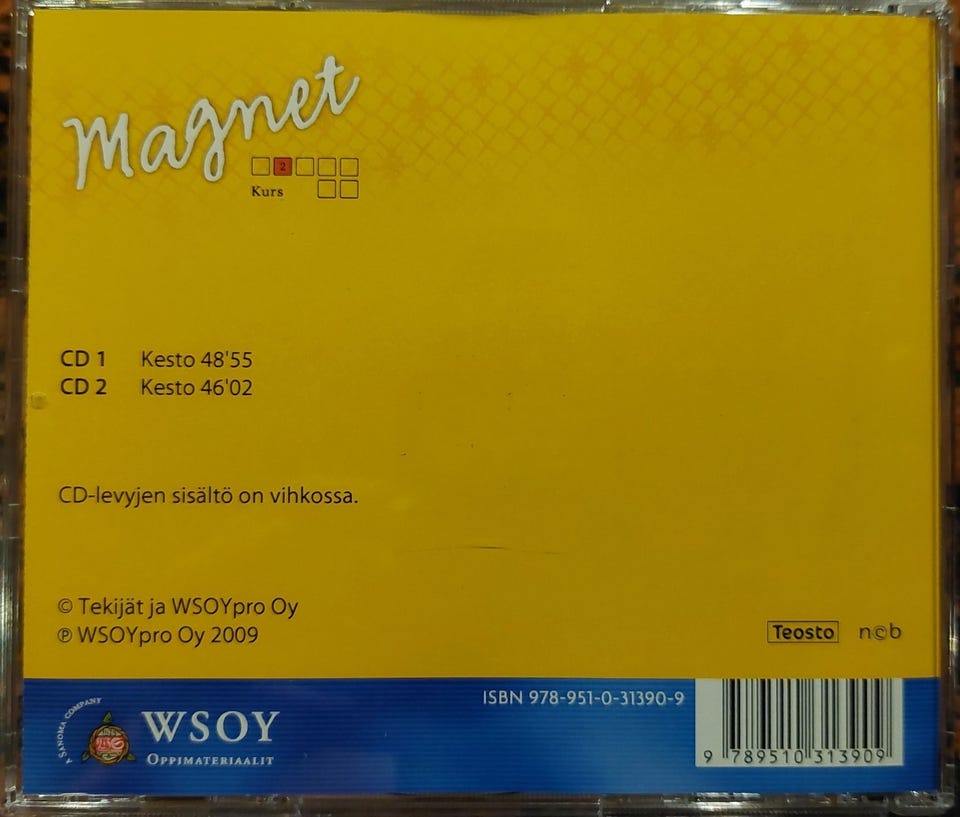 Magnet
2
Kurs
CD 1 Kesto 48'55
CD 2 Kesto 46'02
CD-levyjen sisältö on vihkossa.
© Tekijät ja WSOYpro Oy
℗ WSOYpro Oy 2009
Teosto n©b
ISBN 978-951-0-31390-9
A SANOMA COMPANY
WSOY
OPPIMATERIAALIT
9 789510 313909